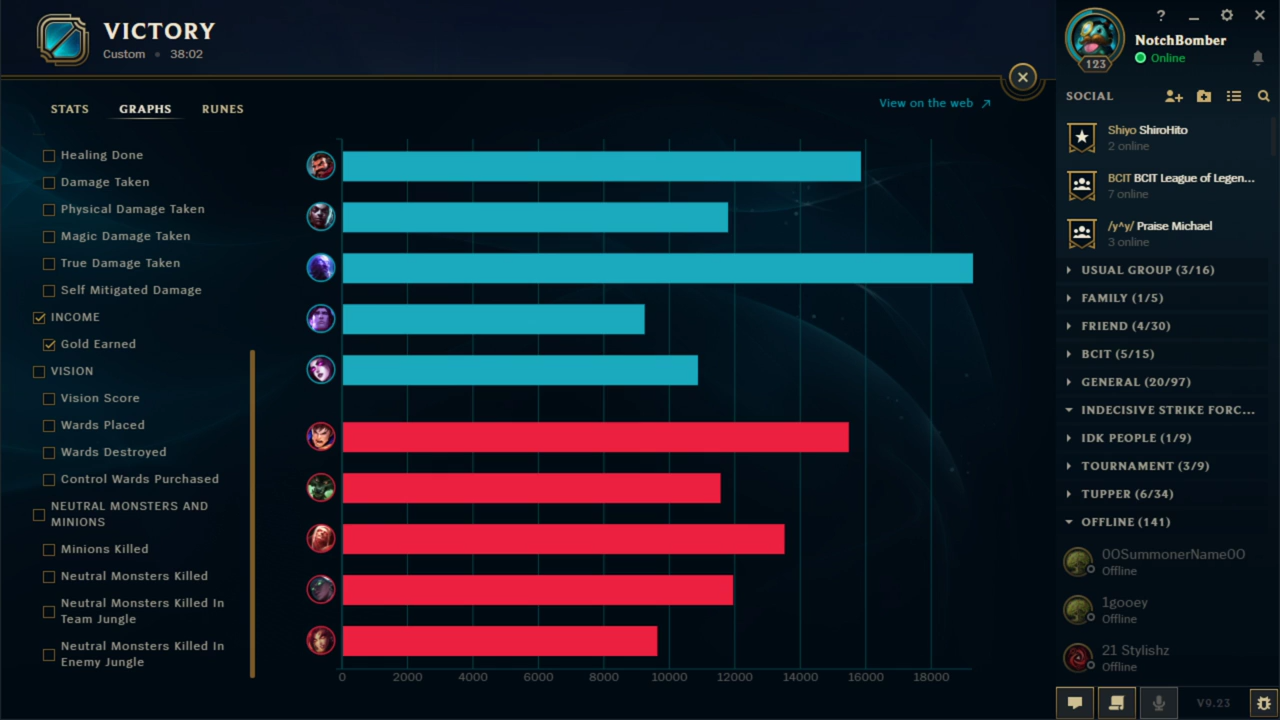 VICTORY
Custom • 38:02
STATS
GRAPHS
RUNES
View on the web
Healing Done
Damage Taken
Physical Damage Taken
Magic Damage Taken
True Damage Taken
Self Mitigated Damage
INCOME
Gold Earned
VISION
Vision Score
Wards Placed
Wards Destroyed
Control Wards Purchased
NEUTRAL MONSTERS AND
MINIONS
Minions Killed
Neutral Monsters Killed
Neutral Monsters Killed In
Team Jungle
Neutral Monsters Killed In
Enemy Jungle
0 2000 4000 6000 8000 10000 12000 14000 16000 18000
?
NotchBomber
Online
123
SOCIAL
Shiyo ShiroHito
2 online
BCIT BCIT League of Legen...
7 online
/y^y/ Praise Michael
3 online
USUAL GROUP (3/16)
FAMILY (1/5)
FRIEND (4/30)
BCIT (5/15)
GENERAL (20/97)
INDECISIVE STRIKE FORC...
IDK PEOPLE (1/9)
TOURNAMENT (3/9)
TUPPER (6/34)
OFFLINE (141)
00SummonerName00
Offline
1gooey
Offline
21 Stylishz
Offline
V9.23